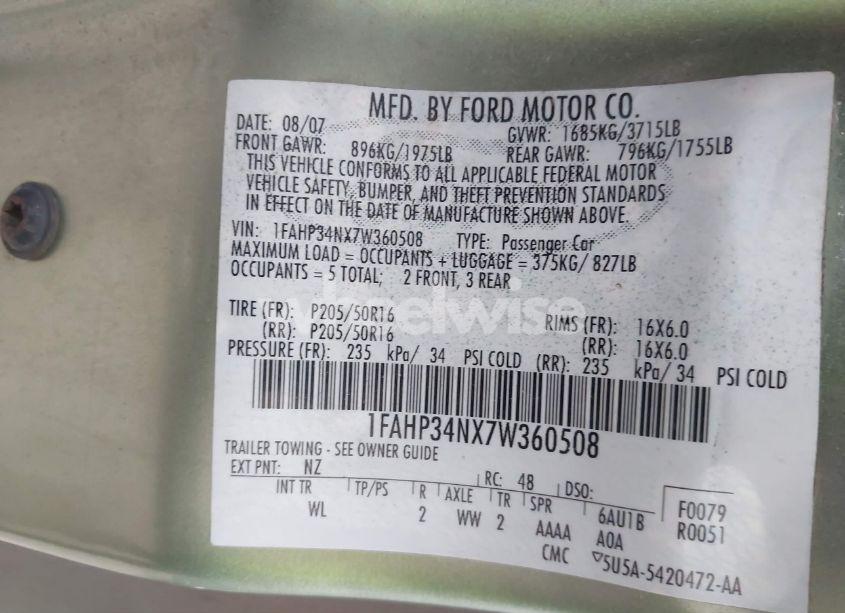 MFD. BY FORD MOTOR CO.
DATE: 08/07 GVWR: 1685KG/3715LB
FRONT GAWR: 896KG/1975LB REAR GAWR: 796KG/1755LB
THIS VEHICLE CONFORMS TO ALL APPLICABLE FEDERAL MOTOR
VEHICLE SAFETY, BUMPER, AND THEFT PREVENTION STANDARDS
IN EFFECT ON THE DATE OF MANUFACTURE SHOWN ABOVE.
VIN: 1FAHP34NX7W360508 TYPE: Passenger Car
MAXIMUM LOAD = OCCUPANTS + LUGGAGE = 375KG/ 827LB
OCCUPANTS = 5 TOTAL; 2 FRONT, 3 REAR
wheelwise
TIRE (FR): P205/50R16 RIMS (FR): 16X6.0
(RR): P205/50R16 (RR): 16X6.0
PRESSURE (FR): 235 kPa/ 34 PSI COLD (RR): 235 kPa/ 34 PSI COLD
1FAHP34NX7W360508
TRAILER TOWING - SEE OWNER GUIDE
EXT PNT: NZ RC: 48 DSO: F0079
INT TR TP/PS R AXLE TR SPR 6AU1B R0051
WL 2 WW 2 AAAA A0A
CMC 5U5A-5420472-AA